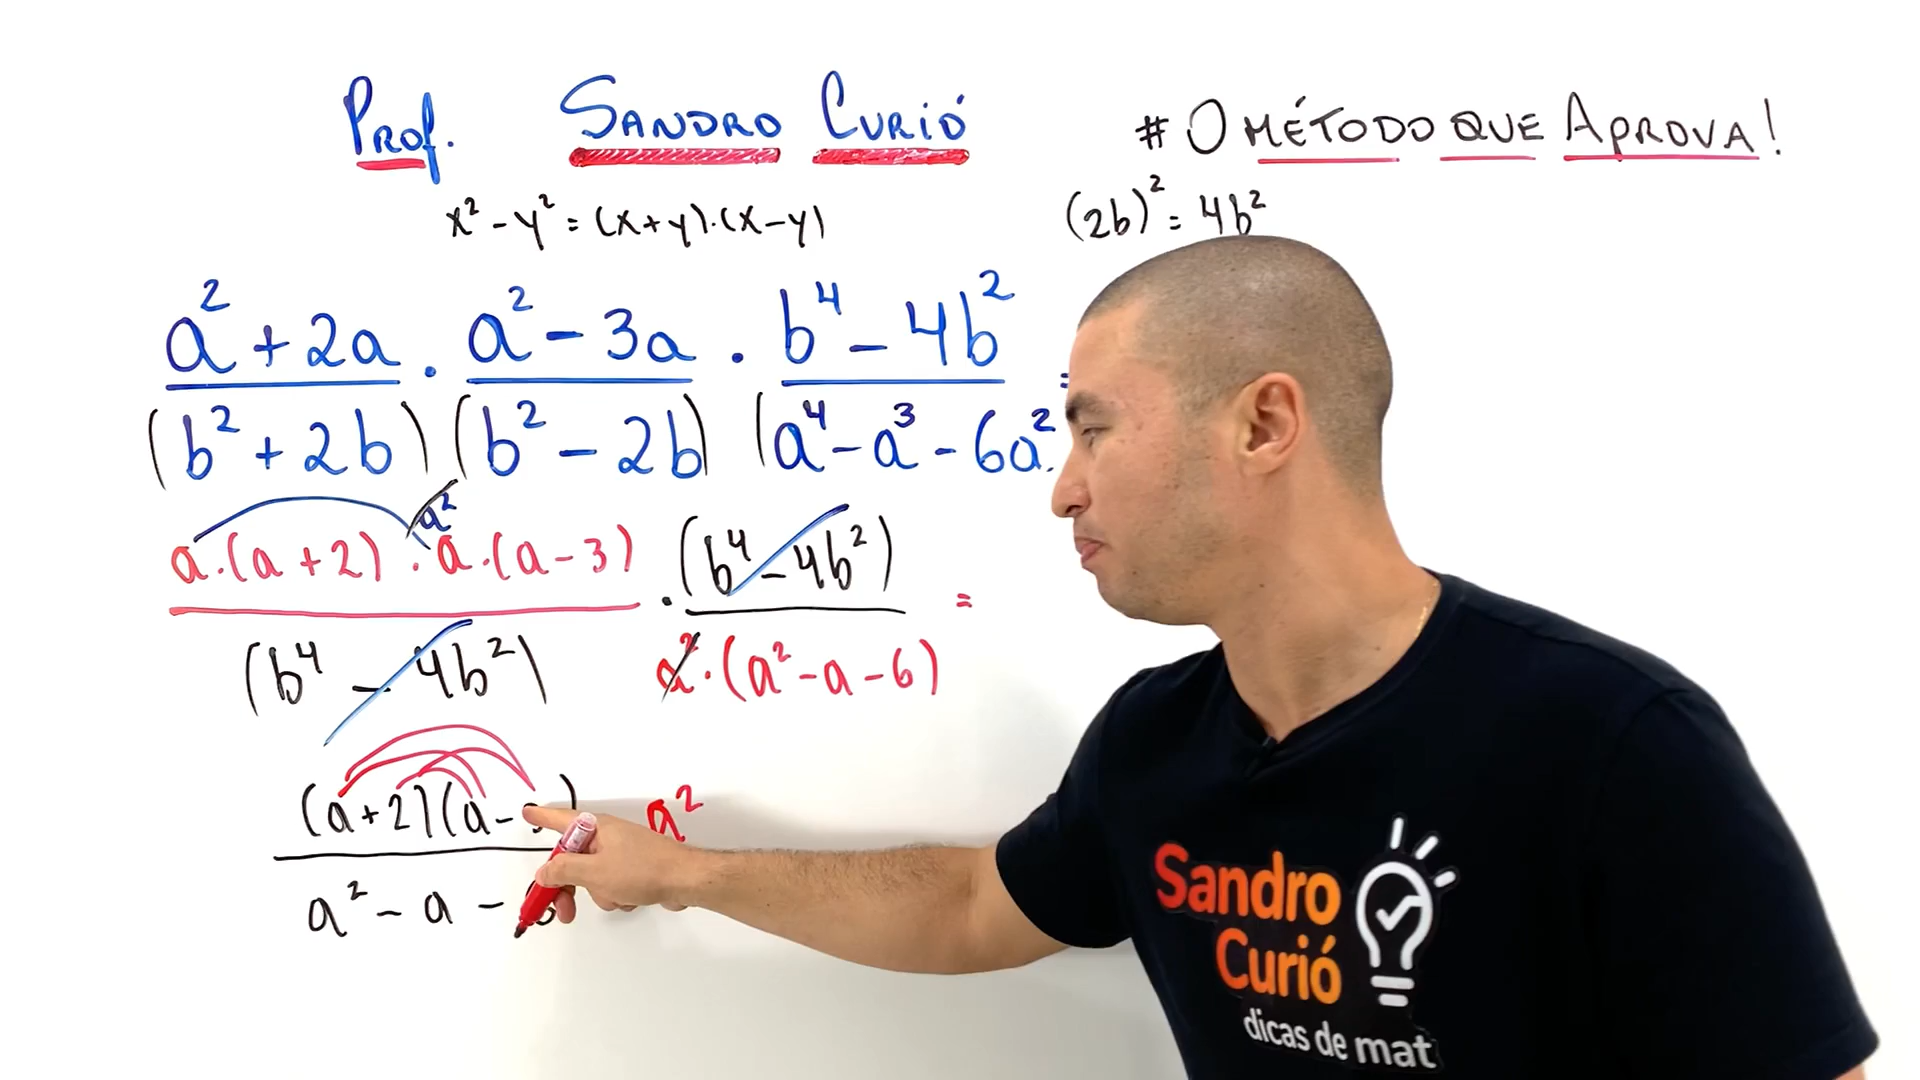 Prof. Sandro Curió # O MÉTODO QUE APROVA!
x² - y² = (x+y).(x-y) (2b)² = 4b²
a² + 2a . a² - 3a . b⁴ - 4b² =
(b² + 2b) (b² - 2b) (a⁴ - a³ - 6a²
a²
a.(a+2) . a.(a-3) . (b⁴ - 4b²) =
(b⁴ - 4b²) a².(a² - a - 6)
(a+2)(a- ) a²
a² - a -
Sandro
Curió
dicas de mat